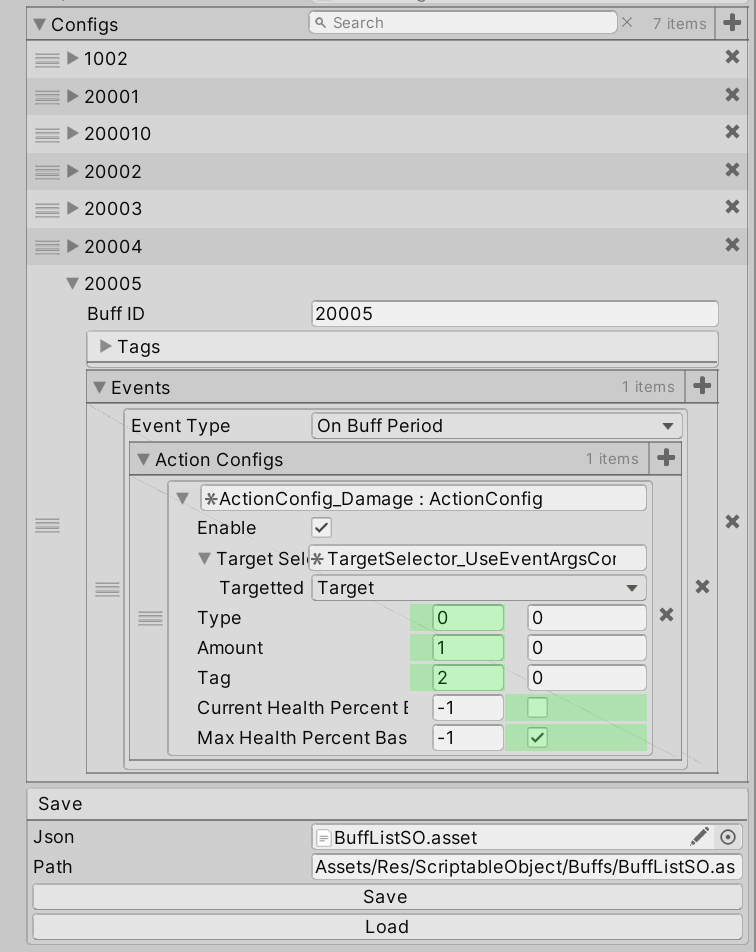 Configs Search 7 items
1002
20001
200010
20002
20003
20004
20005
Buff ID 20005
Tags
Events 1 items
Event Type On Buff Period
Action Configs 1 items
ActionConfig_Damage : ActionConfig
Enable
Target Sel TargetSelector_UseEventArgsCor
Targetted Target
Type 0 0
Amount 1 0
Tag 2 0
Current Health Percent -1
Max Health Percent Bas -1
Save
Json BuffListSO.asset
Path Assets/Res/ScriptableObject/Buffs/BuffListSO.as
Save
Load